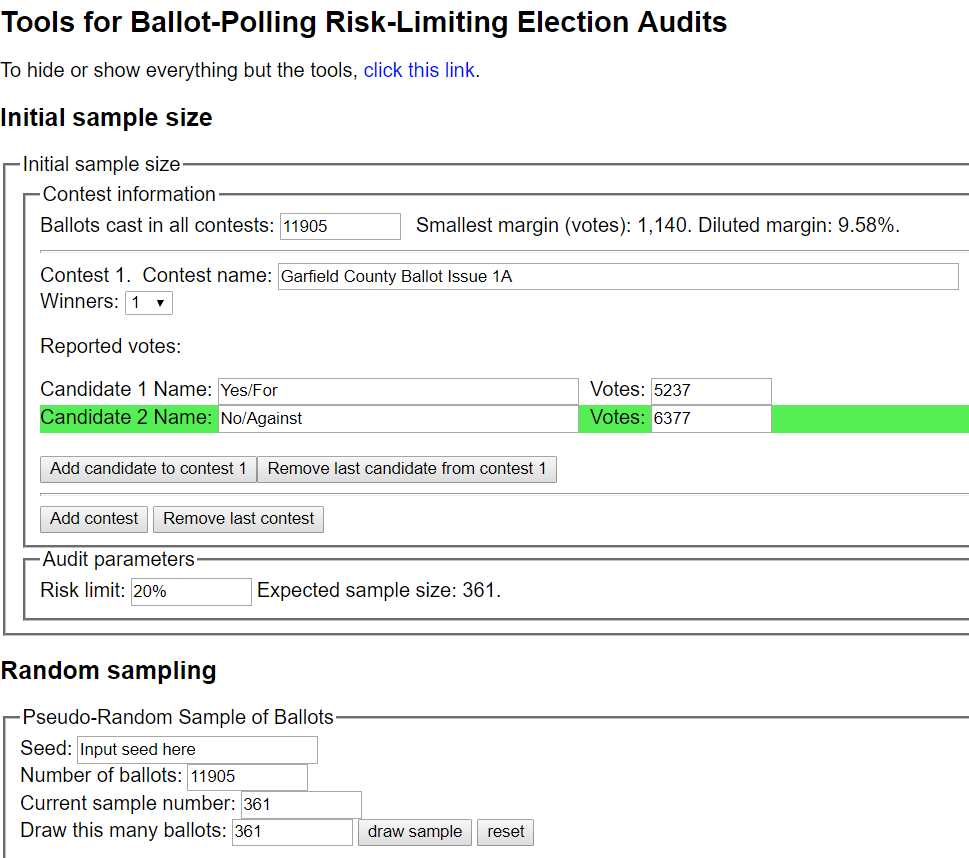 Tools for Ballot-Polling Risk-Limiting Election Audits
To hide or show everything but the tools, click this link.
Initial sample size
Initial sample size
Contest information
Ballots cast in all contests: 11905 Smallest margin (votes): 1,140. Diluted margin: 9.58%.
Contest 1. Contest name: Garfield County Ballot Issue 1A
Winners: 1
Reported votes:
Candidate 1 Name: Yes/For Votes: 5237
Candidate 2 Name: No/Against Votes: 6377
Add candidate to contest 1 Remove last candidate from contest 1
Add contest Remove last contest
Audit parameters
Risk limit: 20% Expected sample size: 361.
Random sampling
Pseudo-Random Sample of Ballots
Seed: Input seed here
Number of ballots: 11905
Current sample number: 361
Draw this many ballots: 361 draw sample reset